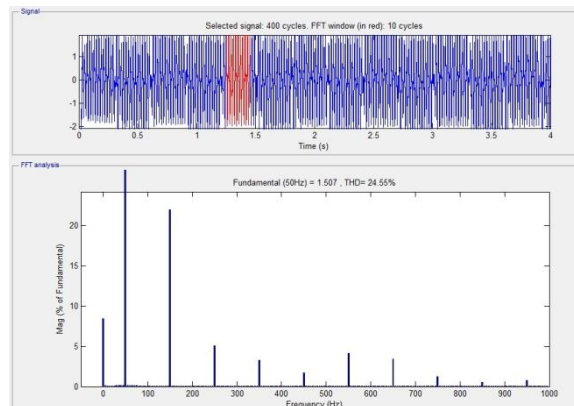 Signal
Selected signal: 400 cycles. FFT window (in red): 10 cycles
1
0
-1
-2
0 0.5 1 1.5 2 2.5 3 3.5 4
Time (s)
FFT analysis
Fundamental (50Hz) = 1.507 , THD= 24.55%
Mag (% of Fundamental)
20
15
10
5
0
0 100 200 300 400 500 600 700 800 900 1000
Frequency (Hz)